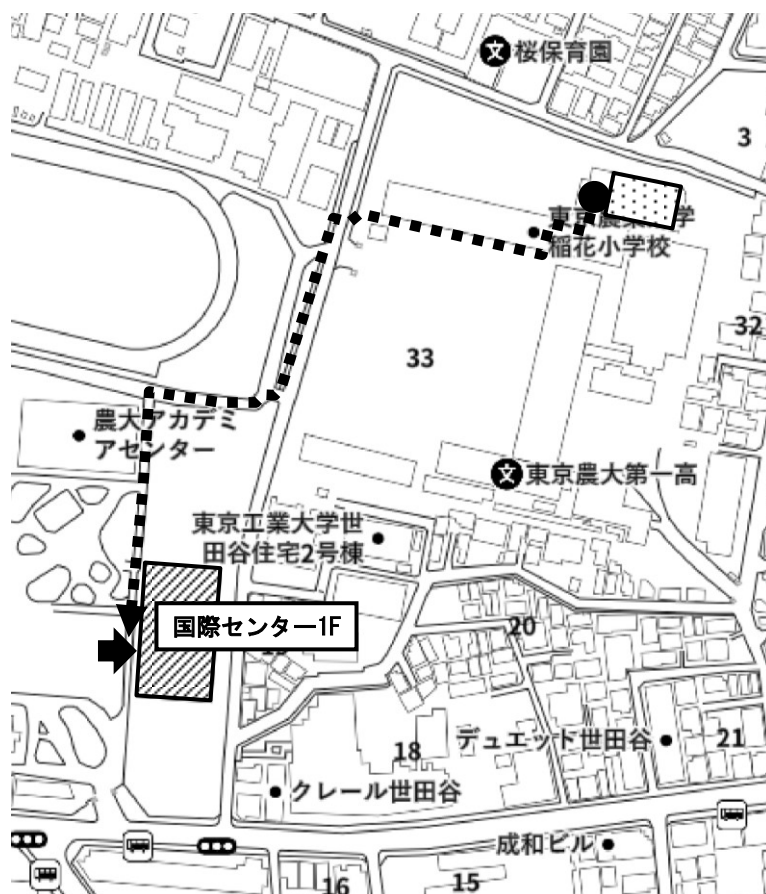 文 桜保育園
3
東京農業大学
稲花小学校
32
33
農大アカデミ
アセンター
文 東京農大第一高
東京工業大学世
田谷住宅2号棟
国際センター1F
20
18
デュエット世田谷
21
クレール世田谷
成和ビル
16
15